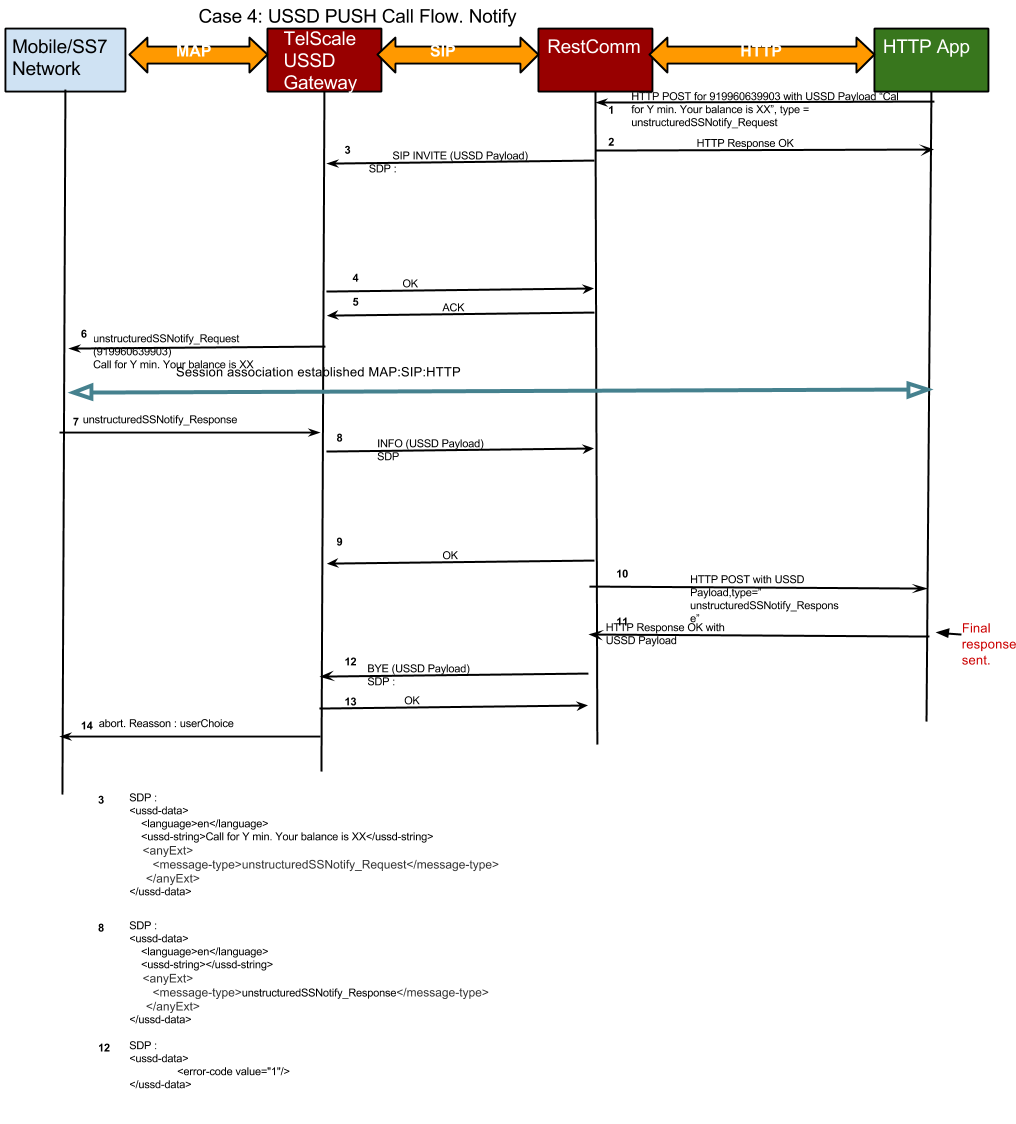 Case 4: USSD PUSH Call Flow. Notify
Mobile/SS7
Network
MAP
TelScale
USSD
Gateway
SIP
RestComm
HTTP
HTTP App
1
HTTP POST for 919960639903 with USSD Payload "Cal
for Y min. Your balance is XX", type =
unstructuredSSNotify_Request
2
HTTP Response OK
3
SIP INVITE (USSD Payload)
SDP :
4
OK
5
ACK
6
unstructuredSSNotify_Request
(919960639903)
Call for Y min. Your balance is XX
Session association established MAP:SIP:HTTP
7
unstructuredSSNotify_Response
8
INFO (USSD Payload)
SDP
9
OK
10
HTTP POST with USSD
Payload,type="
unstructuredSSNotify_Respons
e"
11
HTTP Response OK with
USSD Payload
Final
response
sent.
12
BYE (USSD Payload)
SDP :
13
OK
14
abort. Reasson : userChoice
3
SDP :
<ussd-data>
<language>en</language>
<ussd-string>Call for Y min. Your balance is XX</ussd-string>
<anyExt>
<message-type>unstructuredSSNotify_Request</message-type>
</anyExt>
</ussd-data>
8
SDP :
<ussd-data>
<language>en</language>
<ussd-string></ussd-string>
<anyExt>
<message-type>unstructuredSSNotify_Response</message-type>
</anyExt>
</ussd-data>
12
SDP :
<ussd-data>
<error-code value="1"/>
</ussd-data>